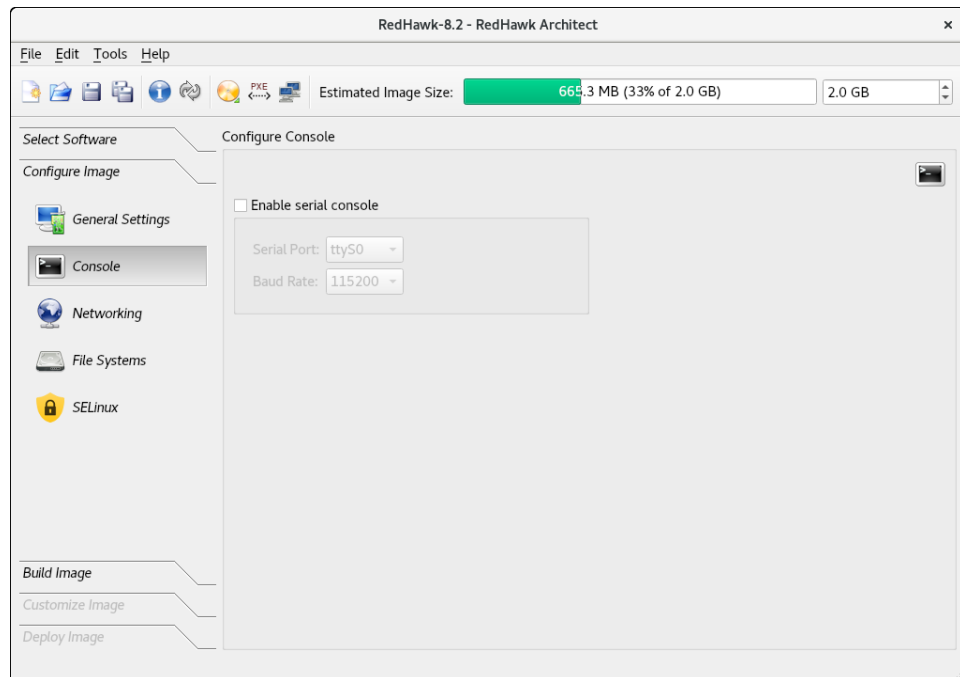 RedHawk-8.2 - RedHawk Architect ×
File Edit Tools Help
PXE
Estimated Image Size: 665.3 MB (33% of 2.0 GB) 2.0 GB
Select Software
Configure Image
General Settings
Console
Networking
File Systems
SELinux
Build Image
Customize Image
Deploy Image
Configure Console
Enable serial console
Serial Port: ttyS0
Baud Rate: 115200